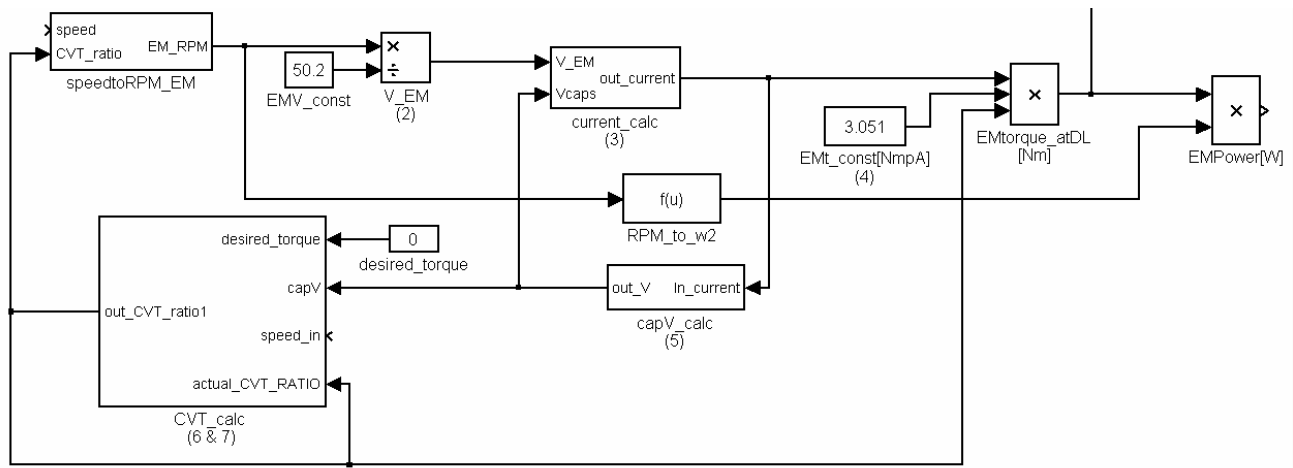 speed
CVT_ratio
EM_RPM
speedtoRPM_EM
50.2
EMV_const
×
÷
V_EM
(2)
V_EM
Vcaps
out_current
current_calc
(3)
3.051
EMt_const[NmpA]
(4)
×
EMtorque_atDL
[Nm]
×
EMPower[W]
f(u)
RPM_to_w2
desired_torque
capV
out_CVT_ratio1
speed_in
actual_CVT_RATIO
CVT_calc
(6 & 7)
0
desired_torque
out_V
In_current
capV_calc
(5)